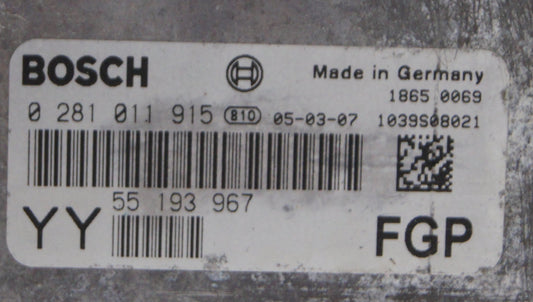 BOSCH Made in Germany
1865 0069
0 281 011 915 810 05-03-07 1039S08021
55 193 967
YY FGP